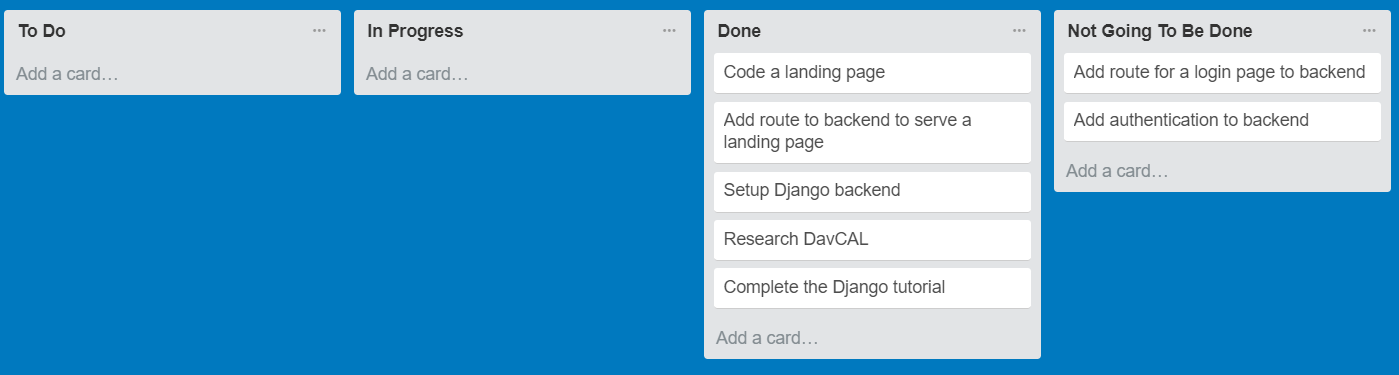 To Do
Add a card…
In Progress
Add a card…
Done
Code a landing page
Add route to backend to serve a
landing page
Setup Django backend
Research DavCAL
Complete the Django tutorial
Add a card…
Not Going To Be Done
Add route for a login page to backend
Add authentication to backend
Add a card…